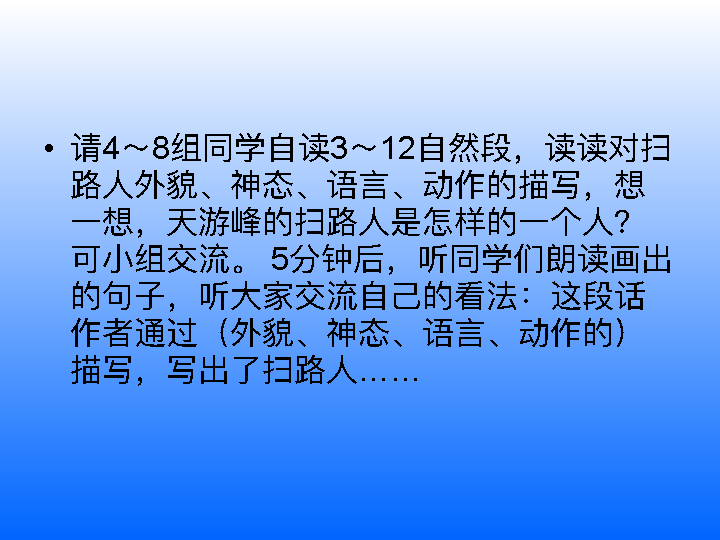 • 请4～8组同学自读3～12自然段，读读对扫
路人外貌、神态、语言、动作的描写，想
一想，天游峰的扫路人是怎样的一个人？
可小组交流。 5分钟后，听同学们朗读画出
的句子，听大家交流自己的看法：这段话
作者通过（外貌、神态、语言、动作的）
描写，写出了扫路人……